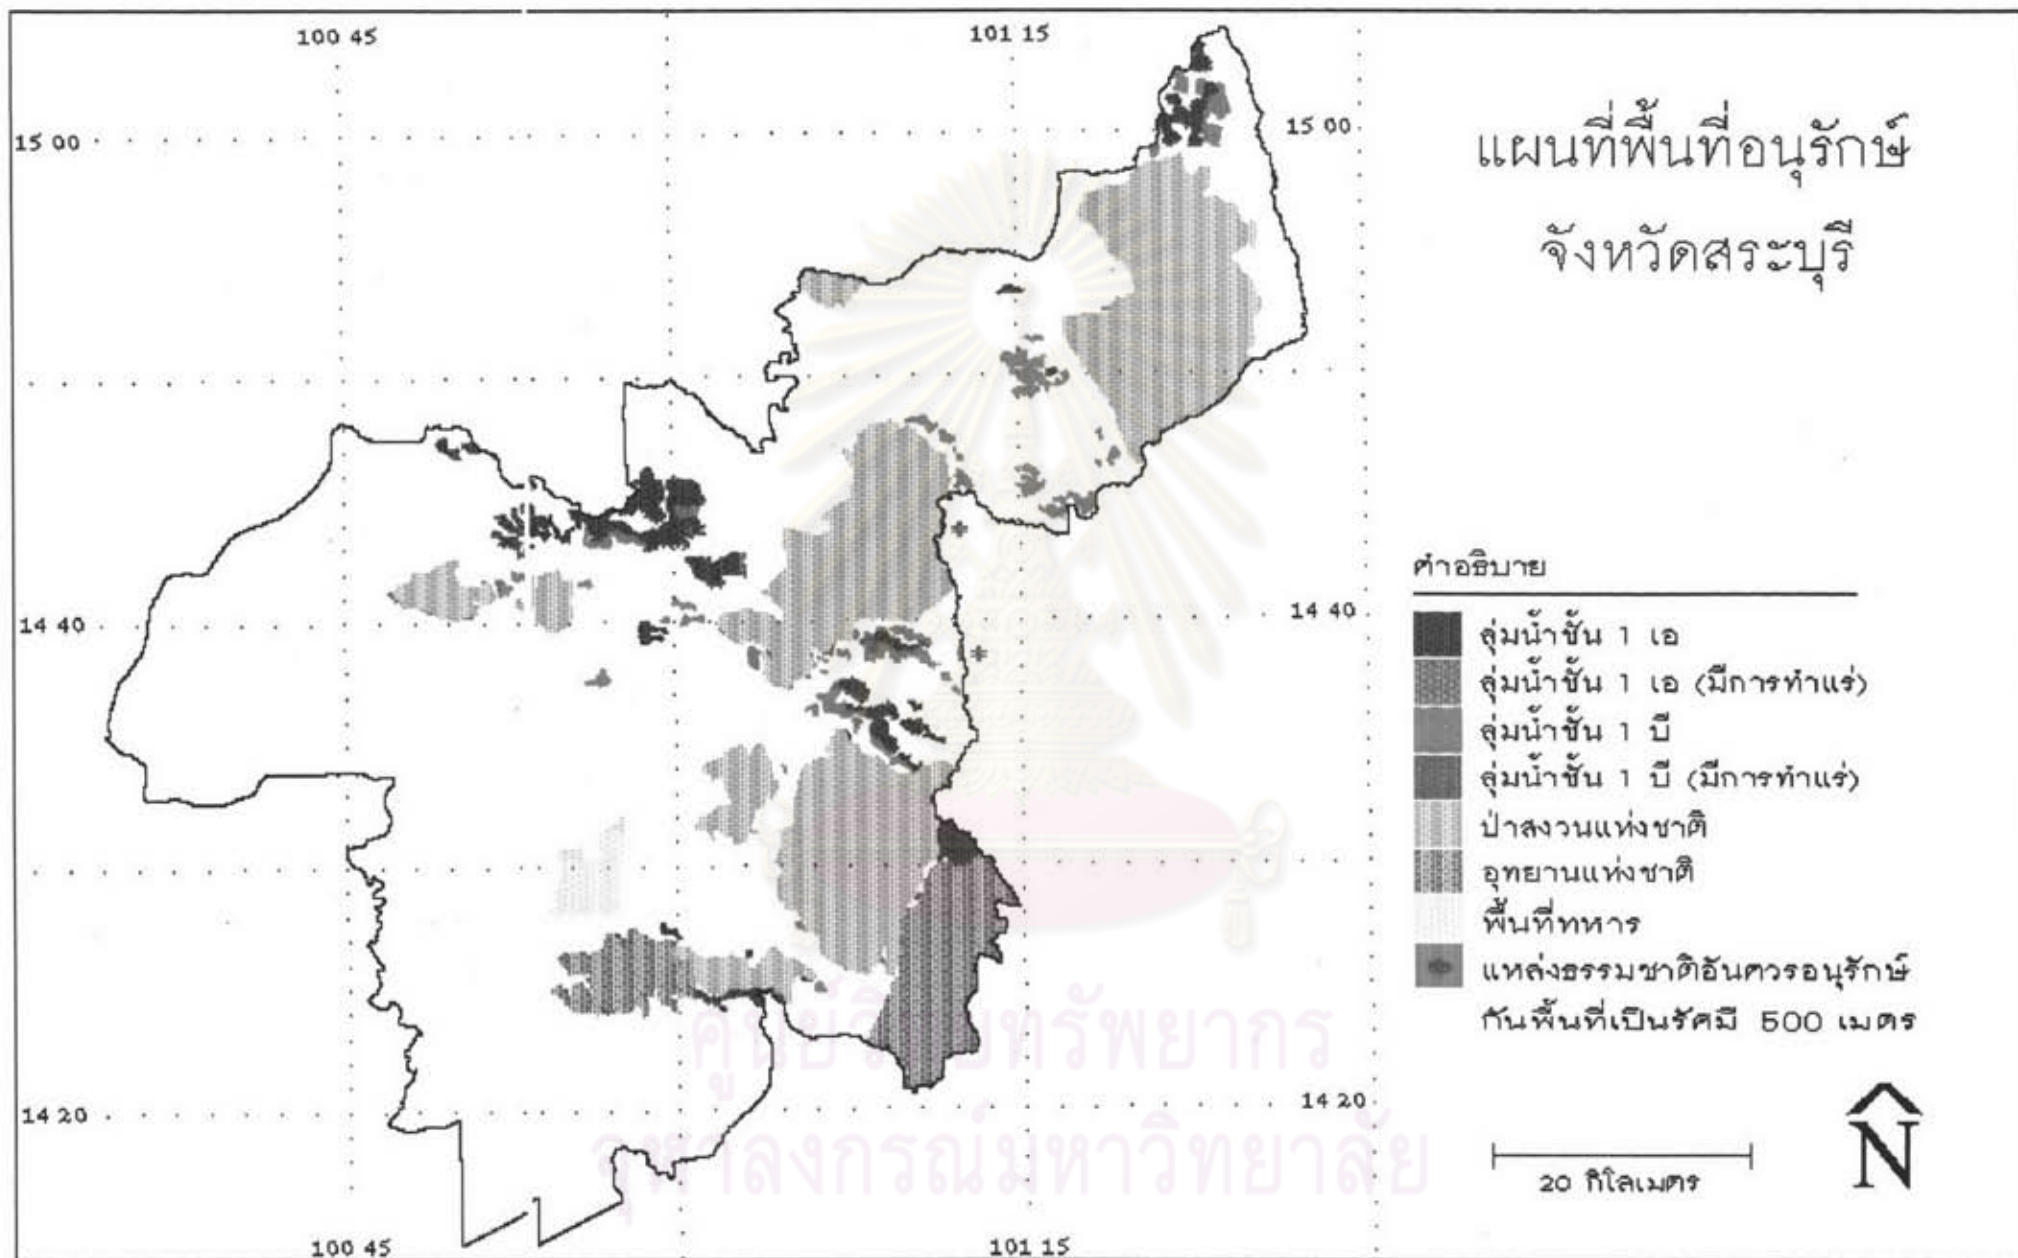 100 45
101 15
15 00
15 00
แผนที่พื้นที่อนุรักษ์
จังหวัดสระบุรี
คำอธิบาย
ลุ่มน้ำชั้น 1 เอ
ลุ่มน้ำชั้น 1 เอ (มีการทำแร่)
ลุ่มน้ำชั้น 1 บี
ลุ่มน้ำชั้น 1 บี (มีการทำแร่)
ป่าสงวนแห่งชาติ
อุทยานแห่งชาติ
พื้นที่ทหาร
แหล่งธรรมชาติอันควรอนุรักษ์
กันพื้นที่เป็นรัศมี 500 เมตร
14 40
14 40
14 20
14 20
20 กิโลเมตร
N
100 45
101 15
ศูนย์วิทยทรัพยากร
จุฬาลงกรณ์มหาวิทยาลัย